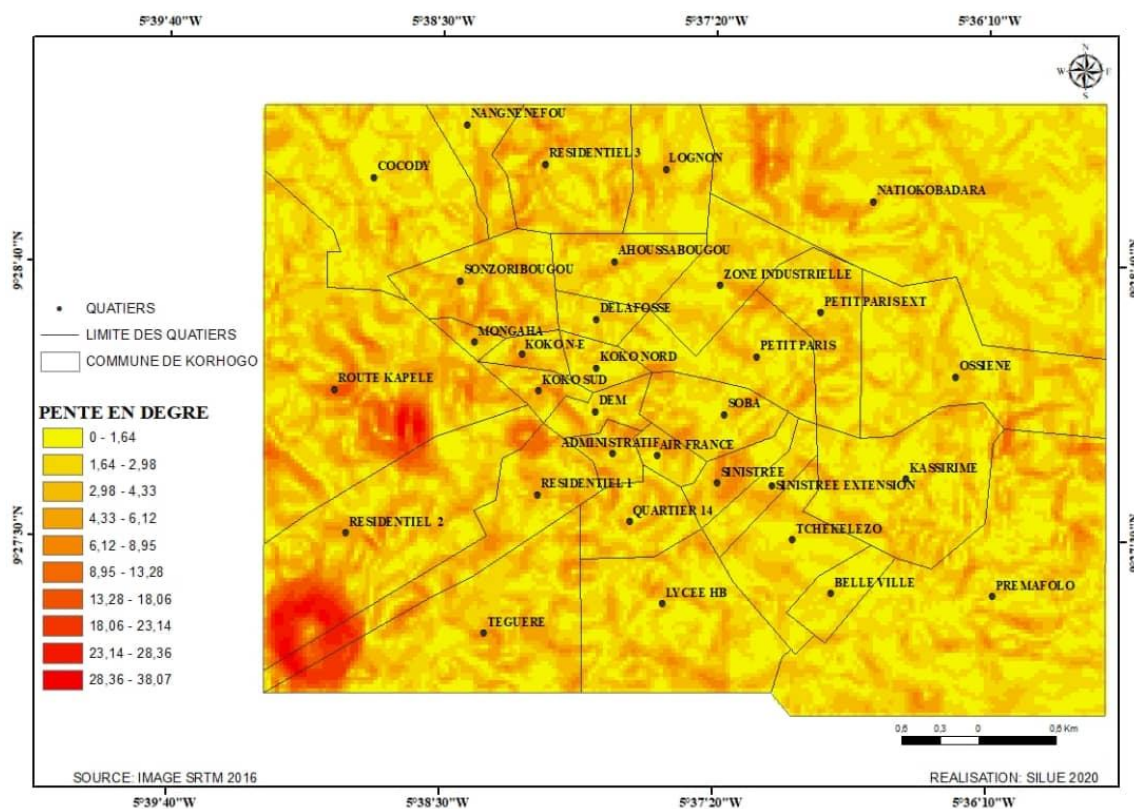 5°39'40"W 5°38'30"W 5°37'20"W 5°36'10"W
N
W E
S
NANGNENEFOU
RESIDENTIEL 3
LOGNON
COCODY
NATIOKOBADARA
9°28'40"N
9°28'40"N
AHOUSSABOUGOU
SONZORIBOUGOU
ZONE INDUSTRIELLE
PETIT PARIS EXT
DELAFOSSE
MONGAHA
KOKO N-E
PETIT PARIS
KOKO NORD
OSSIENE
ROUTE KAPELE
KOKO SUD
DEM
SOBA
ADMINISTRATIF
AIR FRANCE
SINISTREE
KASSIRIME
SINISTREE EXTENSION
RESIDENTIEL 1
QUARTIER 14
RESIDENTIEL 2
TCHEKELEZO
9°27'30"N
9°27'30"N
BELLE VILLE
LYCEE HB
PREMAFOLO
TEGUERE
QUATIERS
LIMITE DES QUATIERS
COMMUNE DE KORHOGO
PENTE EN DEGRE
0 - 1,64
1,64 - 2,98
2,98 - 4,33
4,33 - 6,12
6,12 - 8,95
8,95 - 13,28
13,28 - 18,06
18,06 - 23,14
23,14 - 28,36
28,36 - 38,07
0,6 0,3 0 0,6 Km
SOURCE: IMAGE SRTM 2016
REALISATION: SILUE 2020
5°39'40"W 5°38'30"W 5°37'20"W 5°36'10"W